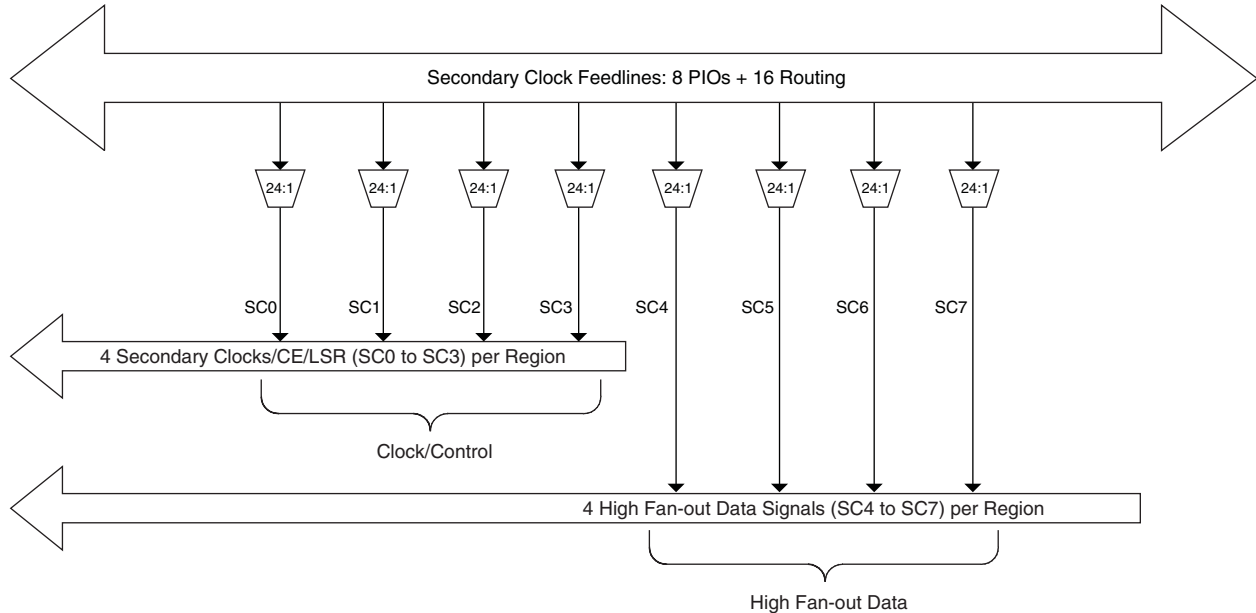 Secondary Clock Feedlines: 8 PIOs + 16 Routing
24:1
24:1
24:1
24:1
24:1
24:1
24:1
24:1
SC0
SC1
SC2
SC3
SC4
SC5
SC6
SC7
4 Secondary Clocks/CE/LSR (SC0 to SC3) per Region
Clock/Control
4 High Fan-out Data Signals (SC4 to SC7) per Region
High Fan-out Data